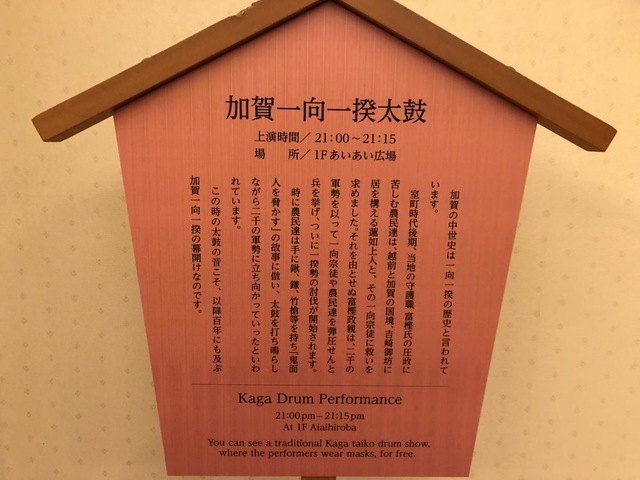 加賀一向一揆太鼓
上演時間／21:00～21:15
場　所／1Fあいあい広場
加賀の中世史は一向一揆の歴史と言われて
います。
室町時代後期、当地の守護職 富樫氏の圧政に
苦しむ農民達は、越前と加賀の国境、吉崎御坊に
居を構える蓮如上人と、その一向宗徒に救いを
求めました。それを由とせぬ富樫政親は、二千の
軍勢を以って一向宗徒や農民達を弾圧せんと
兵を挙げ、ついに一揆勢の討伐が開始されます。
時に農民達は手に鍬、鎌、竹槍等を持ち「鬼面
人を脅かす」の故事に倣い、太鼓を打ち鳴らし
ながら二千の軍勢に立ち向かっていったといわ
れています。
この時の太鼓の音こそ、以降百年にも及ぶ
加賀一向一揆の幕開けなのです。
Kaga Drum Performance
21:00pm–21:15pm
At 1F Aiaihiroba
You can see a traditional Kaga taiko drum show,
where the performers wear masks, for free.